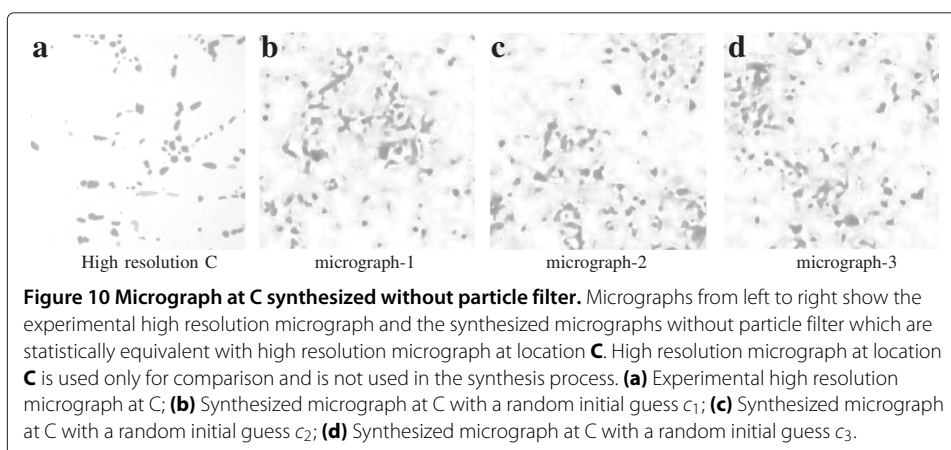 a b c d
High resolution C micrograph-1 micrograph-2 micrograph-3
Figure 10 Micrograph at C synthesized without particle filter. Micrographs from left to right show the
experimental high resolution micrograph and the synthesized micrographs without particle filter which are
statistically equivalent with high resolution micrograph at location C. High resolution micrograph at location
C is used only for comparison and is not used in the synthesis process. (a) Experimental high resolution
micrograph at C; (b) Synthesized micrograph at C with a random initial guess c₁; (c) Synthesized micrograph
at C with a random initial guess c₂; (d) Synthesized micrograph at C with a random initial guess c₃.